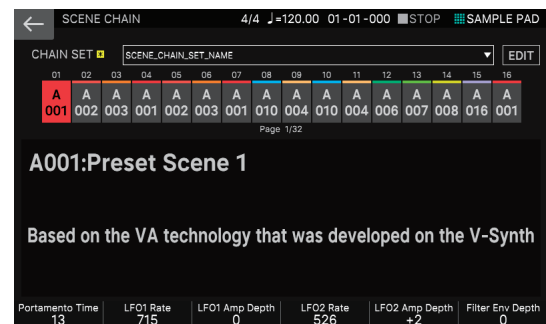 SCENE CHAIN 4/4 ♩=120.00 01-01-000 STOP SAMPLE PAD
CHAIN SET SCENE_CHAIN_SET_NAME EDIT
01 02 03 04 05 06 07 08 09 10 11 12 13 14 15 16
A A A A A A A A A A A A A A A A
001 002 003 001 002 003 001 010 004 010 004 006 007 008 016 001
Page 1/32
A001:Preset Scene 1
Based on the VA technology that was developed on the V-Synth
Portamento Time LFO1 Rate LFO1 Amp Depth LFO2 Rate LFO2 Amp Depth Filter Env Depth
13 715 0 526 +2 0